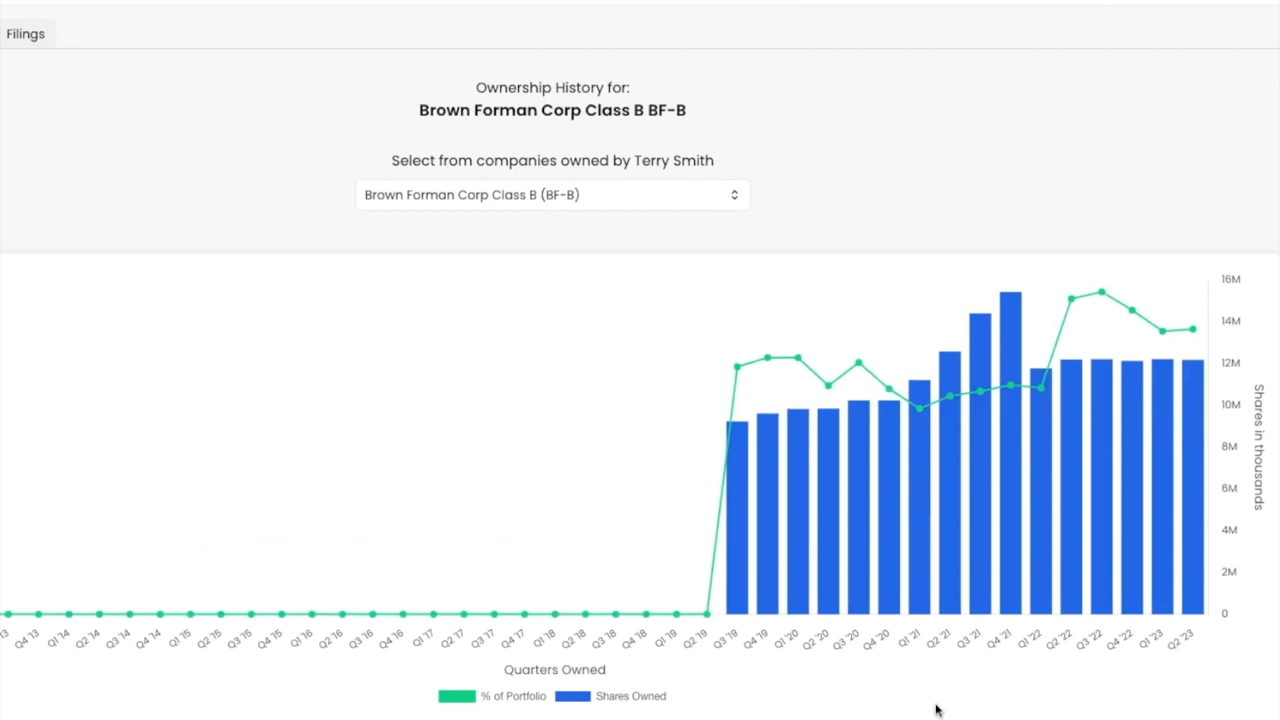 Filings
Ownership History for:
Brown Forman Corp Class B BF-B
Select from companies owned by Terry Smith
Brown Forman Corp Class B (BF-B)
16M
14M
12M
10M
8M
6M
4M
2M
0
Shares in thousands
13
Q4 '13
Q1 '14
Q2 '14
Q3 '14
Q4 '14
Q1 '15
Q2 '15
Q3 '15
Q4 '15
Q1 '16
Q2 '16
Q3 '16
Q4 '16
Q1 '17
Q2 '17
Q3 '17
Q4 '17
Q1 '18
Q2 '18
Q3 '18
Q4 '18
Q1 '19
Q2 '19
Q3 '19
Q4 '19
Q1 '20
Q2 '20
Q3 '20
Q4 '20
Q1 '21
Q2 '21
Q3 '21
Q4 '21
Q1 '22
Q2 '22
Q3 '22
Q4 '22
Q1 '23
Q2 '23
Quarters Owned
% of Portfolio
Shares Owned